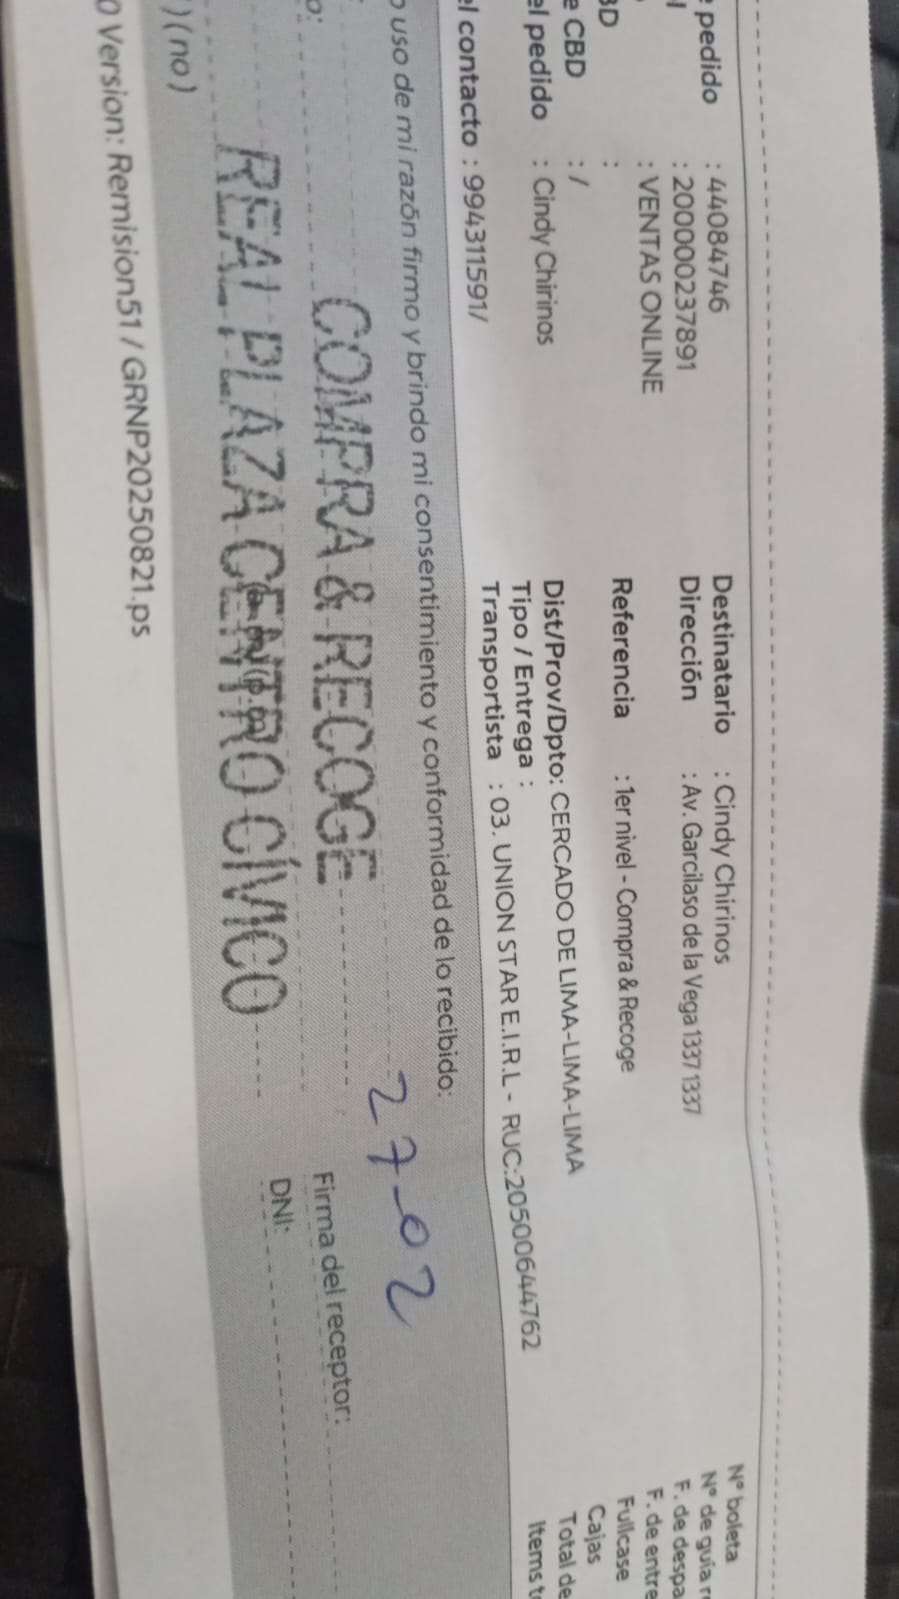 pedido : 44084746
: 2000000237891
: VENTAS ONLINE
BD :
e CBD : /
el pedido : Cindy Chirinos
el contacto : 994311591/
Destinatario : Cindy Chirinos
Dirección : Av. Garcilaso de la Vega 1337 1337
Referencia : 1er nivel - Compra & Recoge
Dist/Prov/Dpto: CERCADO DE LIMA-LIMA-LIMA
Tipo / Entrega :
Transportista : 03. UNION STAR E.I.R.L - RUC:20500644762
N° boleta
N° de guía r
F. de despa
F. de entre
Fullcase
Cajas
Total de
Items t
o uso de mi razón firmo y brindo mi consentimiento y conformidad de lo recibido:
27-02
o:
COMPRA & RECOGE
REAL PLAZA CENTRO CÍVICO
Firma del receptor:
DNI:
) (no)
0 Version: Remision51 / GRNP20250821.ps